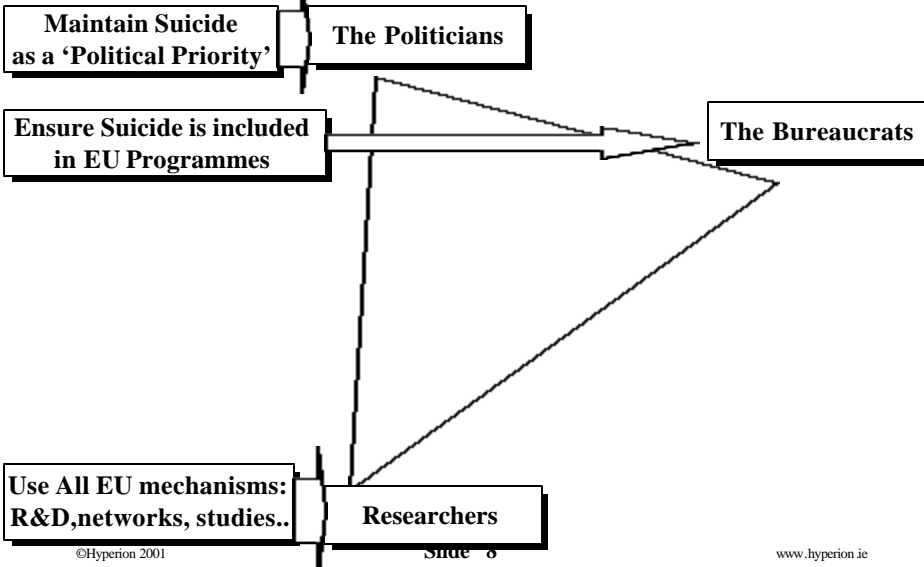 Maintain Suicide
as a ‘Political Priority’
The Politicians
Ensure Suicide is included
in EU Programmes
The Bureaucrats
Use All EU mechanisms:
R&D,networks, studies..
Researchers
©Hyperion 2001
Slide 8
www.hyperion.ie